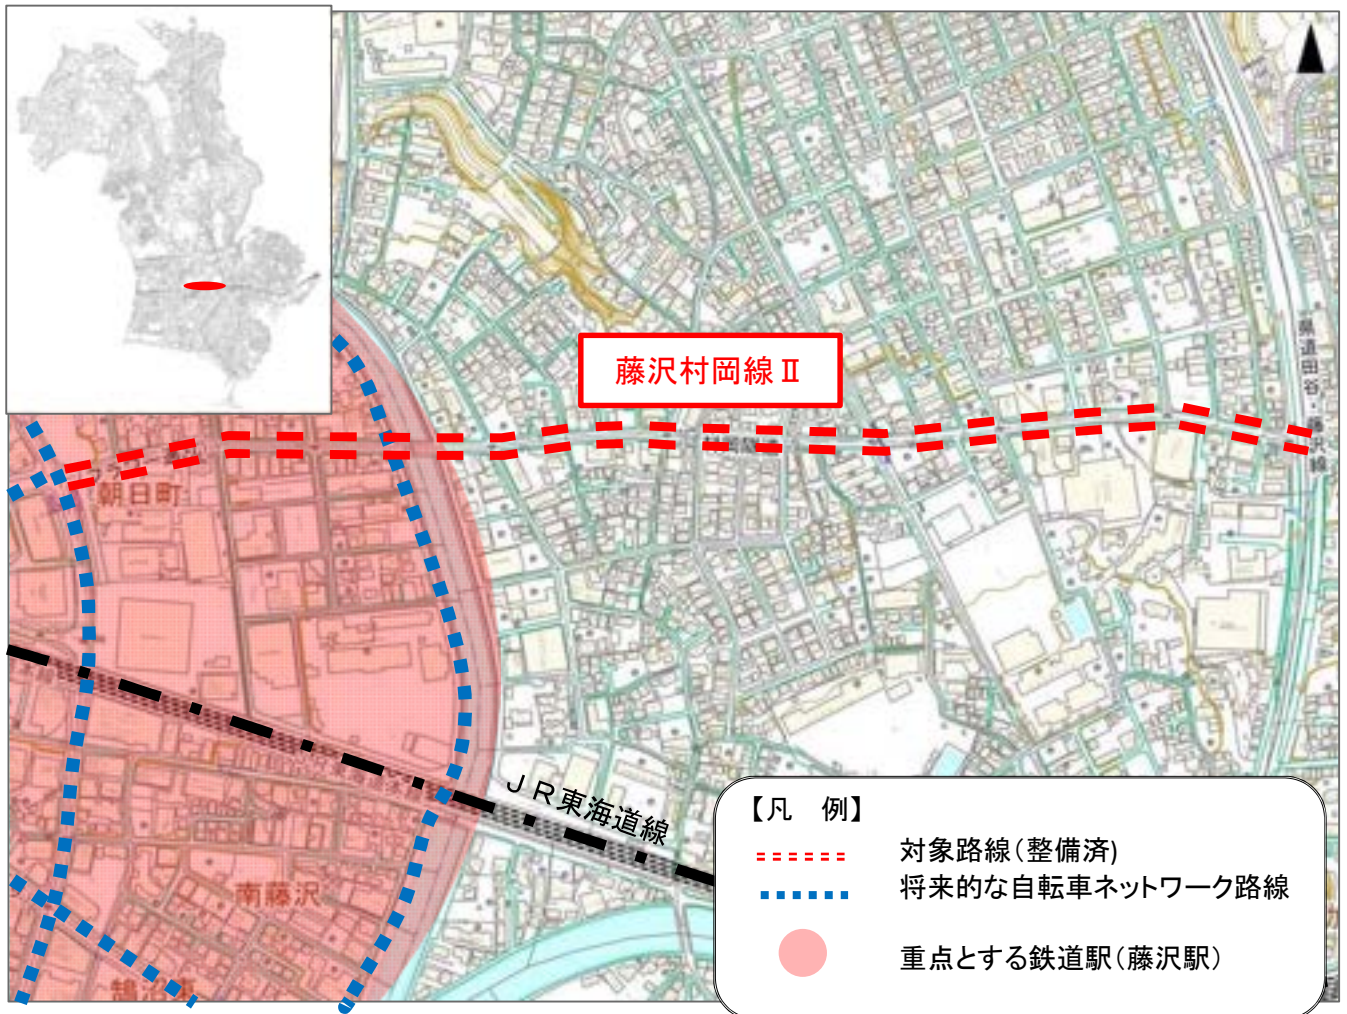 藤沢村岡線Ⅱ
県道田谷・藤沢線
朝日町
ＪＲ東海道線
南藤沢
【凡　例】
対象路線（整備済)
将来的な自転車ネットワーク路線
重点とする鉄道駅（藤沢駅）